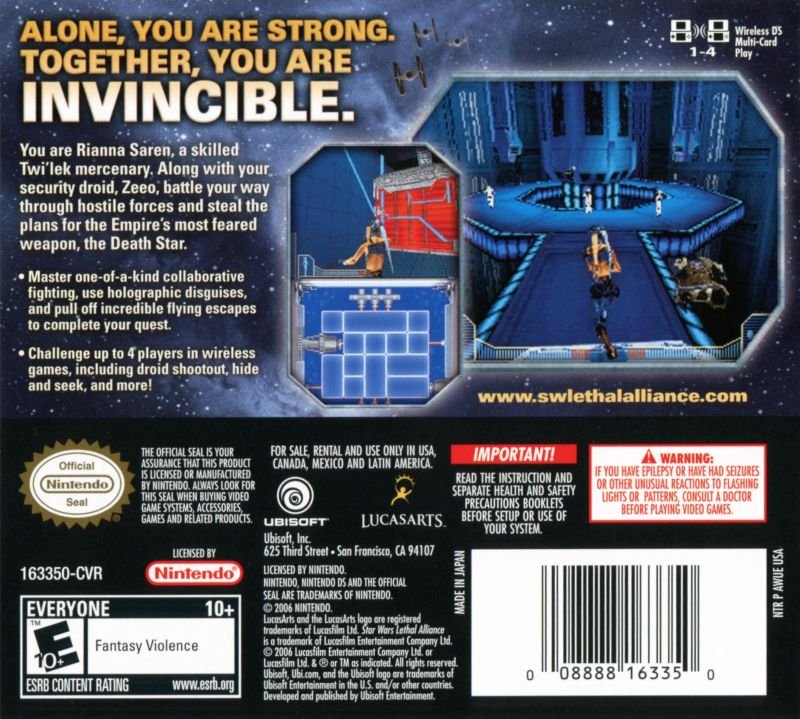 ALONE, YOU ARE STRONG.
TOGETHER, YOU ARE
INVINCIBLE.
Wireless DS
Multi-Card
Play
1-4
You are Rianna Saren, a skilled
Twi'lek mercenary. Along with your
security droid, Zeeo, battle your way
through hostile forces and steal the
plans for the Empire's most feared
weapon, the Death Star.
• Master one-of-a-kind collaborative
fighting, use holographic disguises,
and pull off incredible flying escapes
to complete your quest.
• Challenge up to 4 players in wireless
games, including droid shootout, hide
and seek, and more!
www.swlethalalliance.com
Official
Nintendo
Seal
®
THE OFFICIAL SEAL IS YOUR
ASSURANCE THAT THIS PRODUCT
IS LICENSED OR MANUFACTURED
BY NINTENDO. ALWAYS LOOK FOR
THIS SEAL WHEN BUYING VIDEO
GAME SYSTEMS, ACCESSORIES,
GAMES AND RELATED PRODUCTS.
163350-CVR
LICENSED BY
Nintendo®
EVERYONE 10+
TM
E
10+
Fantasy Violence
ESRB CONTENT RATING www.esrb.org
FOR SALE, RENTAL AND USE ONLY IN USA,
CANADA, MEXICO AND LATIN AMERICA.
UBISOFT
LUCASARTS
Ubisoft, Inc.
625 Third Street • San Francisco, CA 94107
LICENSED BY NINTENDO.
NINTENDO, NINTENDO DS AND THE OFFICIAL
SEAL ARE TRADEMARKS OF NINTENDO.
© 2006 NINTENDO.
LucasArts and the LucasArts logo are registered
trademarks of Lucasfilm Ltd. Star Wars Lethal Alliance
is a trademark of Lucasfilm Entertainment Company Ltd.
© 2006 Lucasfilm Entertainment Company Ltd. or
Lucasfilm Ltd. & ® or TM as indicated. All rights reserved.
Ubisoft, Ubi.com, and the Ubisoft logo are trademarks of
Ubisoft Entertainment in the U.S. and/or other countries.
Developed and published by Ubisoft Entertainment.
IMPORTANT!
READ THE INSTRUCTION AND
SEPARATE HEALTH AND SAFETY
PRECAUTIONS BOOKLETS
BEFORE SETUP OR USE OF
YOUR SYSTEM.
WARNING:
IF YOU HAVE EPILEPSY OR HAVE HAD SEIZURES
OR OTHER UNUSUAL REACTIONS TO FLASHING
LIGHTS OR PATTERNS, CONSULT A DOCTOR
BEFORE PLAYING VIDEO GAMES.
MADE IN JAPAN
0 08888 16335 0
NTR P AWUE USA